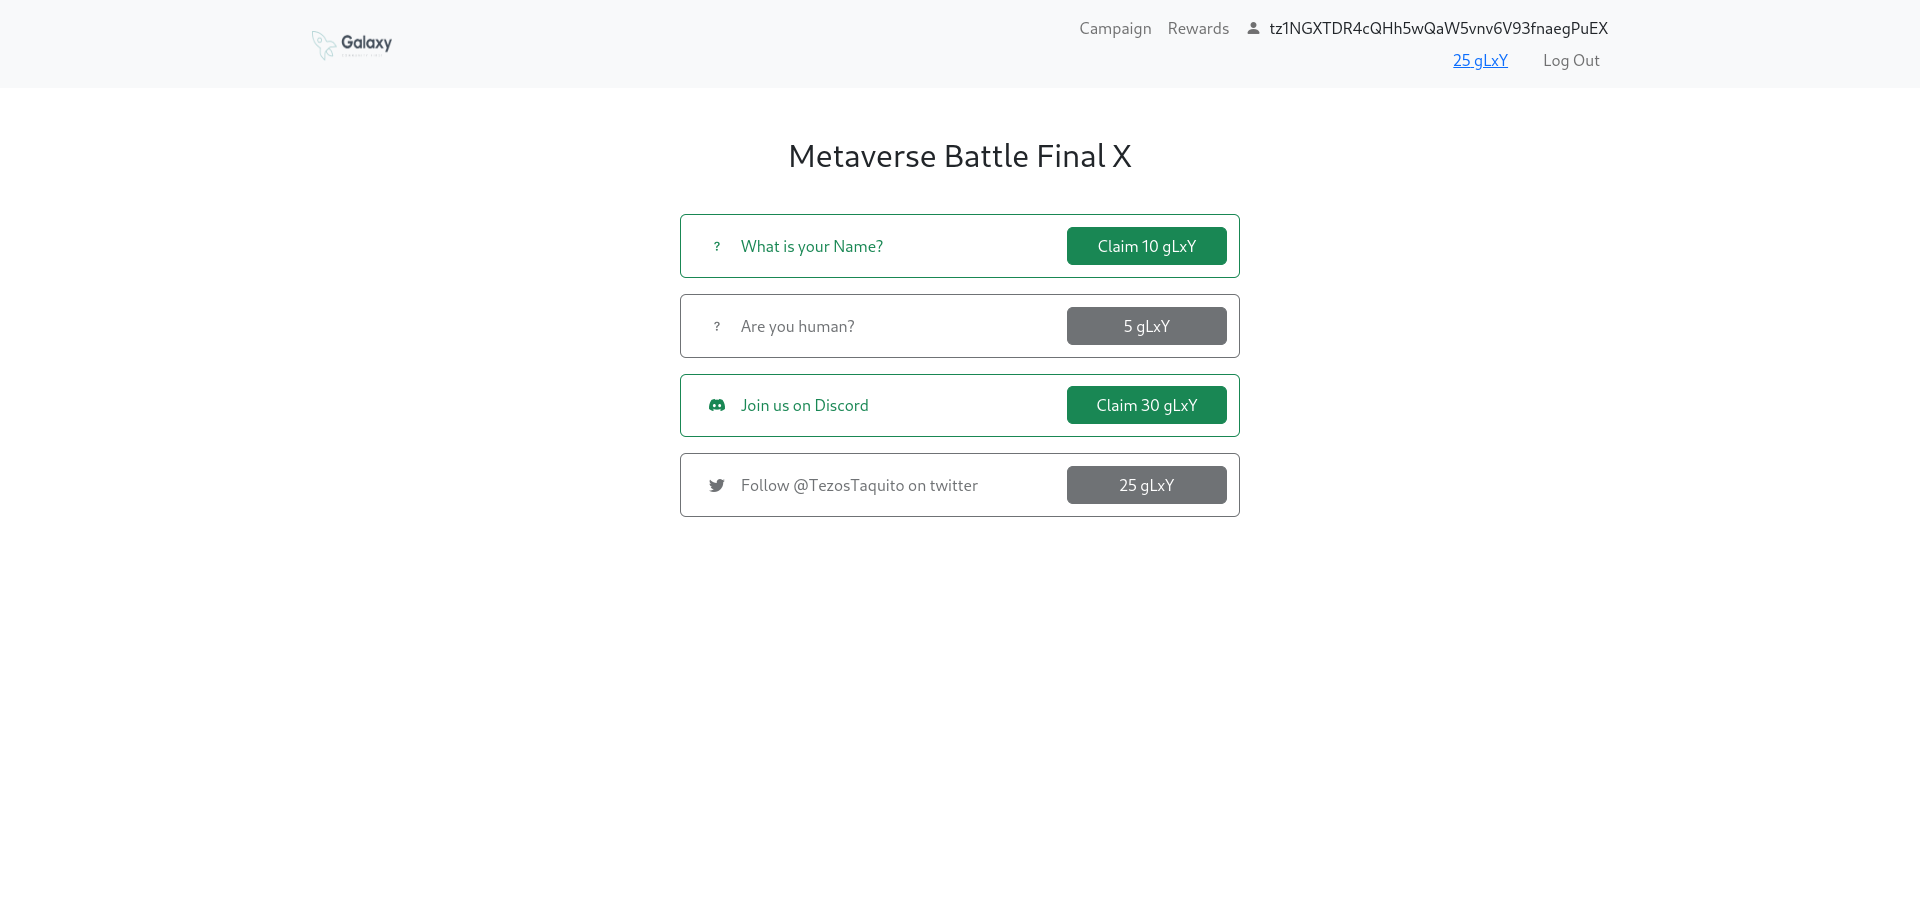 Galaxy
Campaign Rewards tz1NGXTDR4cQHh5wQaW5vnv6V93fnaegPuEX
25 gLxY Log Out
Metaverse Battle Final X
? What is your Name? Claim 10 gLxY
? Are you human? 5 gLxY
Join us on Discord Claim 30 gLxY
Follow @TezosTaquito on twitter 25 gLxY